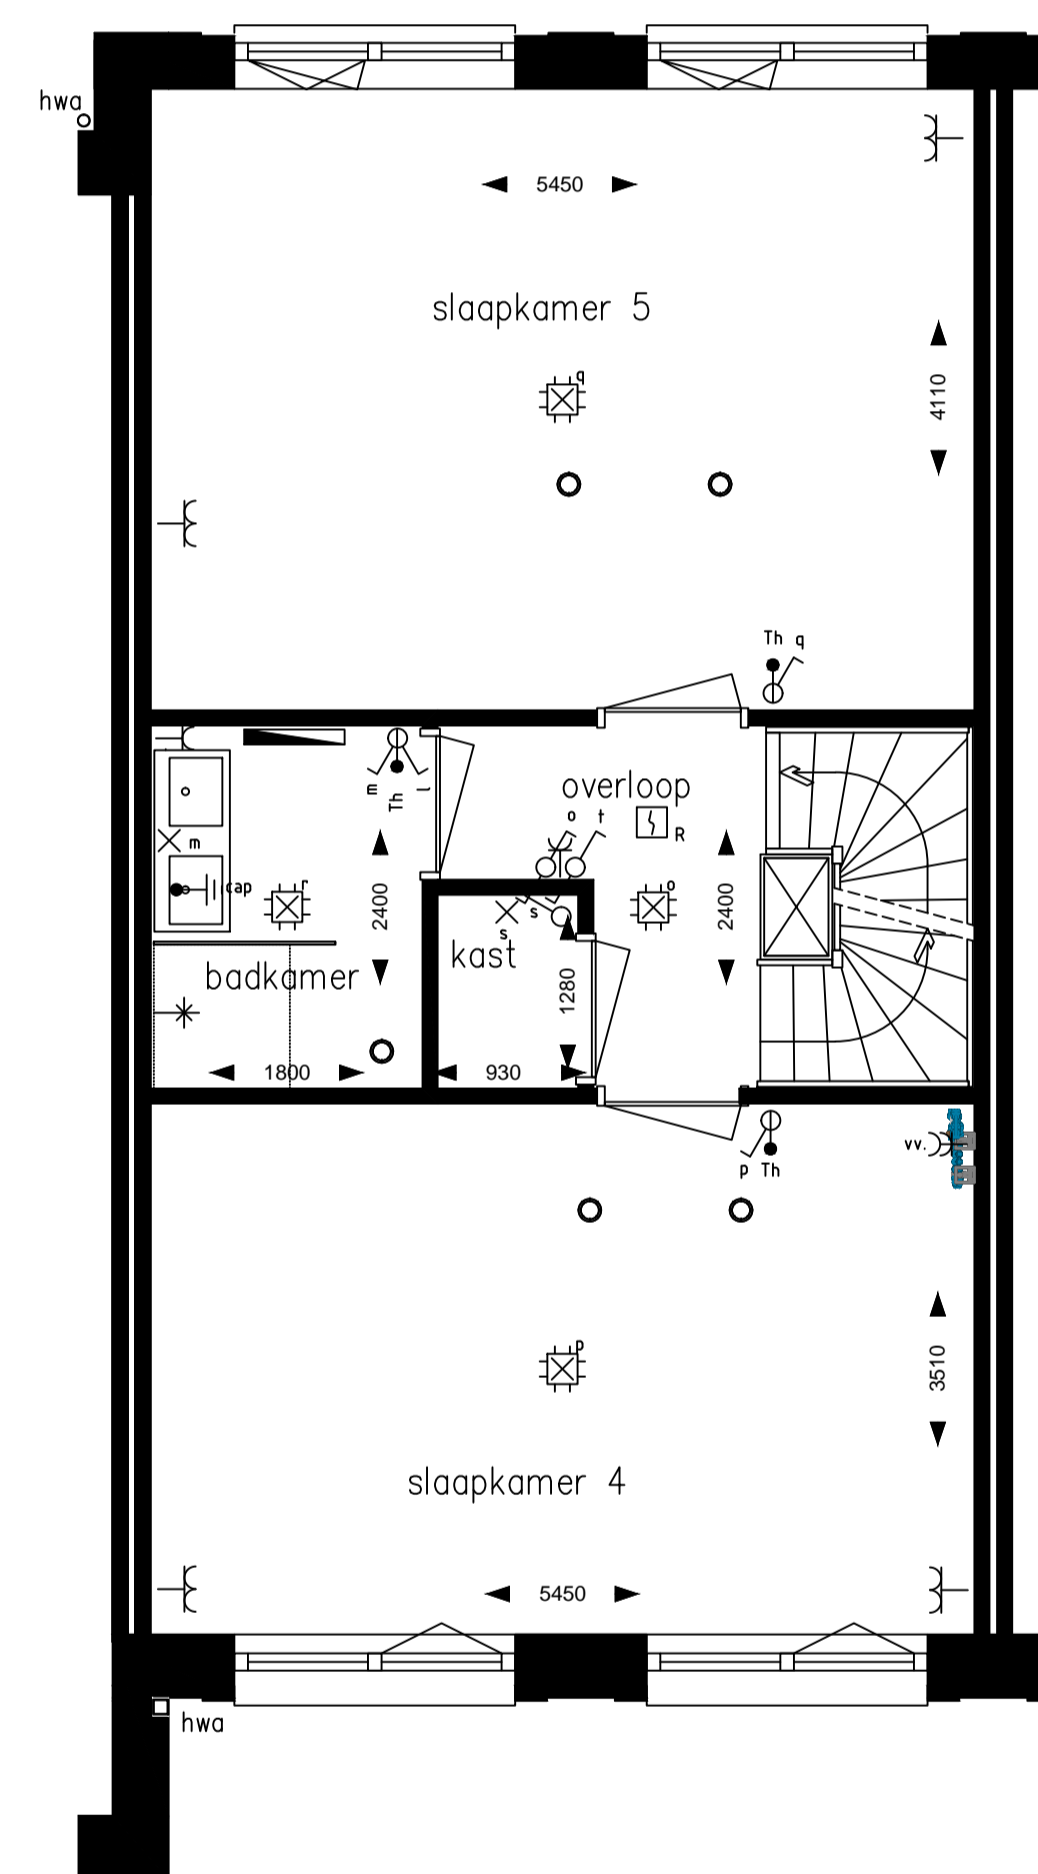 hwa
5450
slaapkamer 5
4110
q
Th q
overloop
m
Th
l
o t
R
m
cap
r
2400
s
s
o
2400
kast
badkamer
1280
1800
930
vv.
p Th
p
3510
slaapkamer 4
5450
hwa